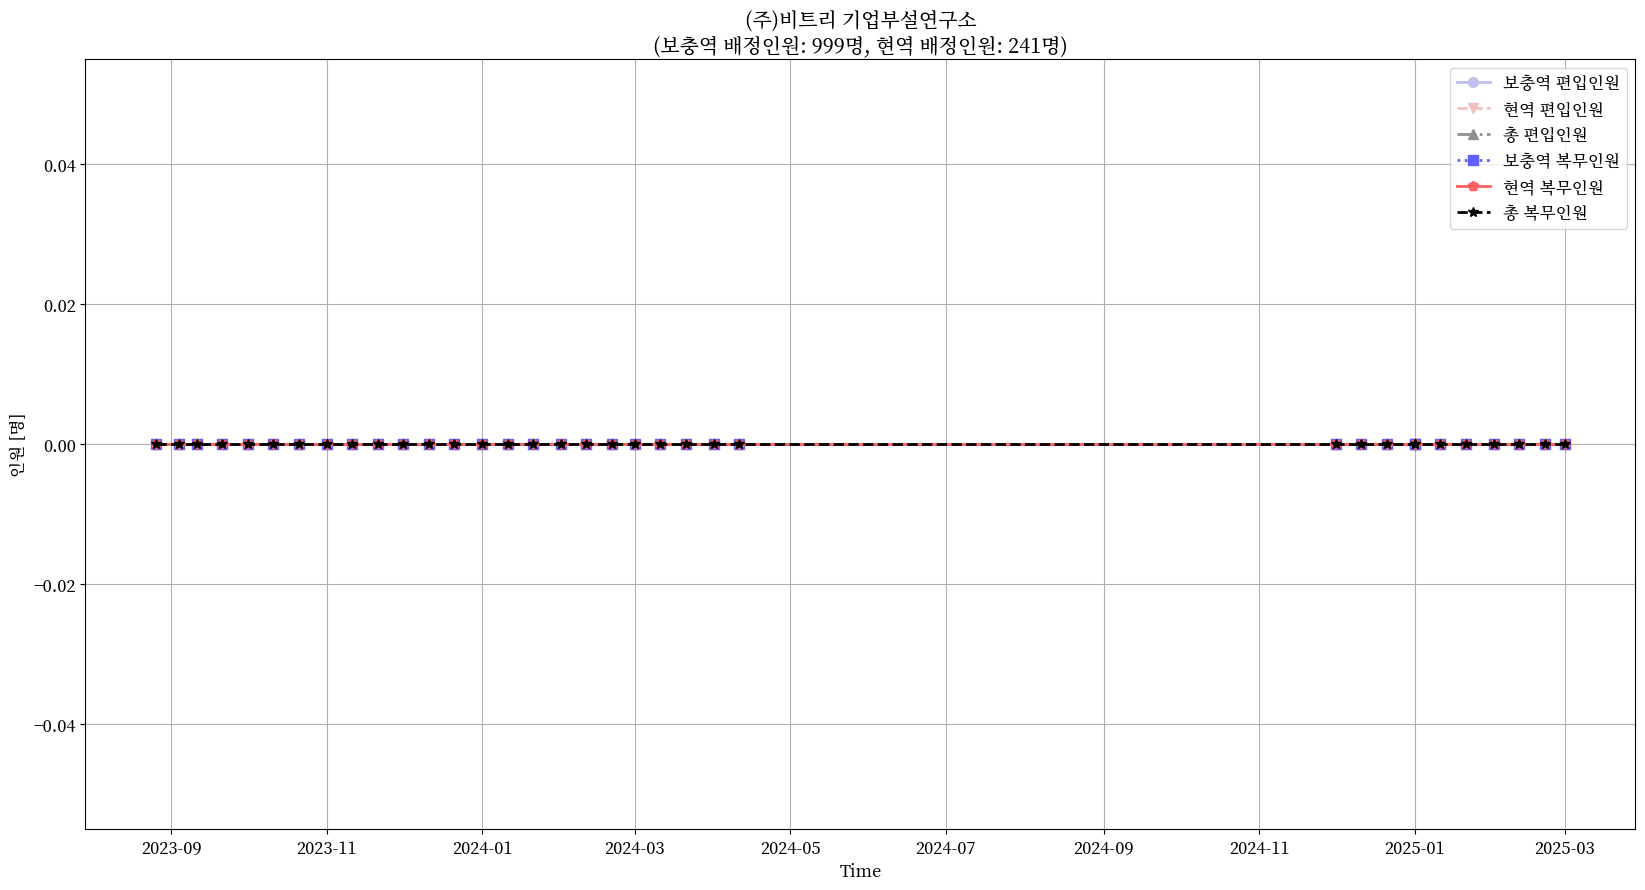 (주)비트리 기업부설연구소
(보충역 배정인원: 999명, 현역 배정인원: 241명)
보충역 편입인원
현역 편입인원
총 편입인원
보충역 복무인원
현역 복무인원
총 복무인원
0.04
0.02
0.00
−0.02
−0.04
인원 [명]
2023-09 2023-11 2024-01 2024-03 2024-05 2024-07 2024-09 2024-11 2025-01 2025-03
Time